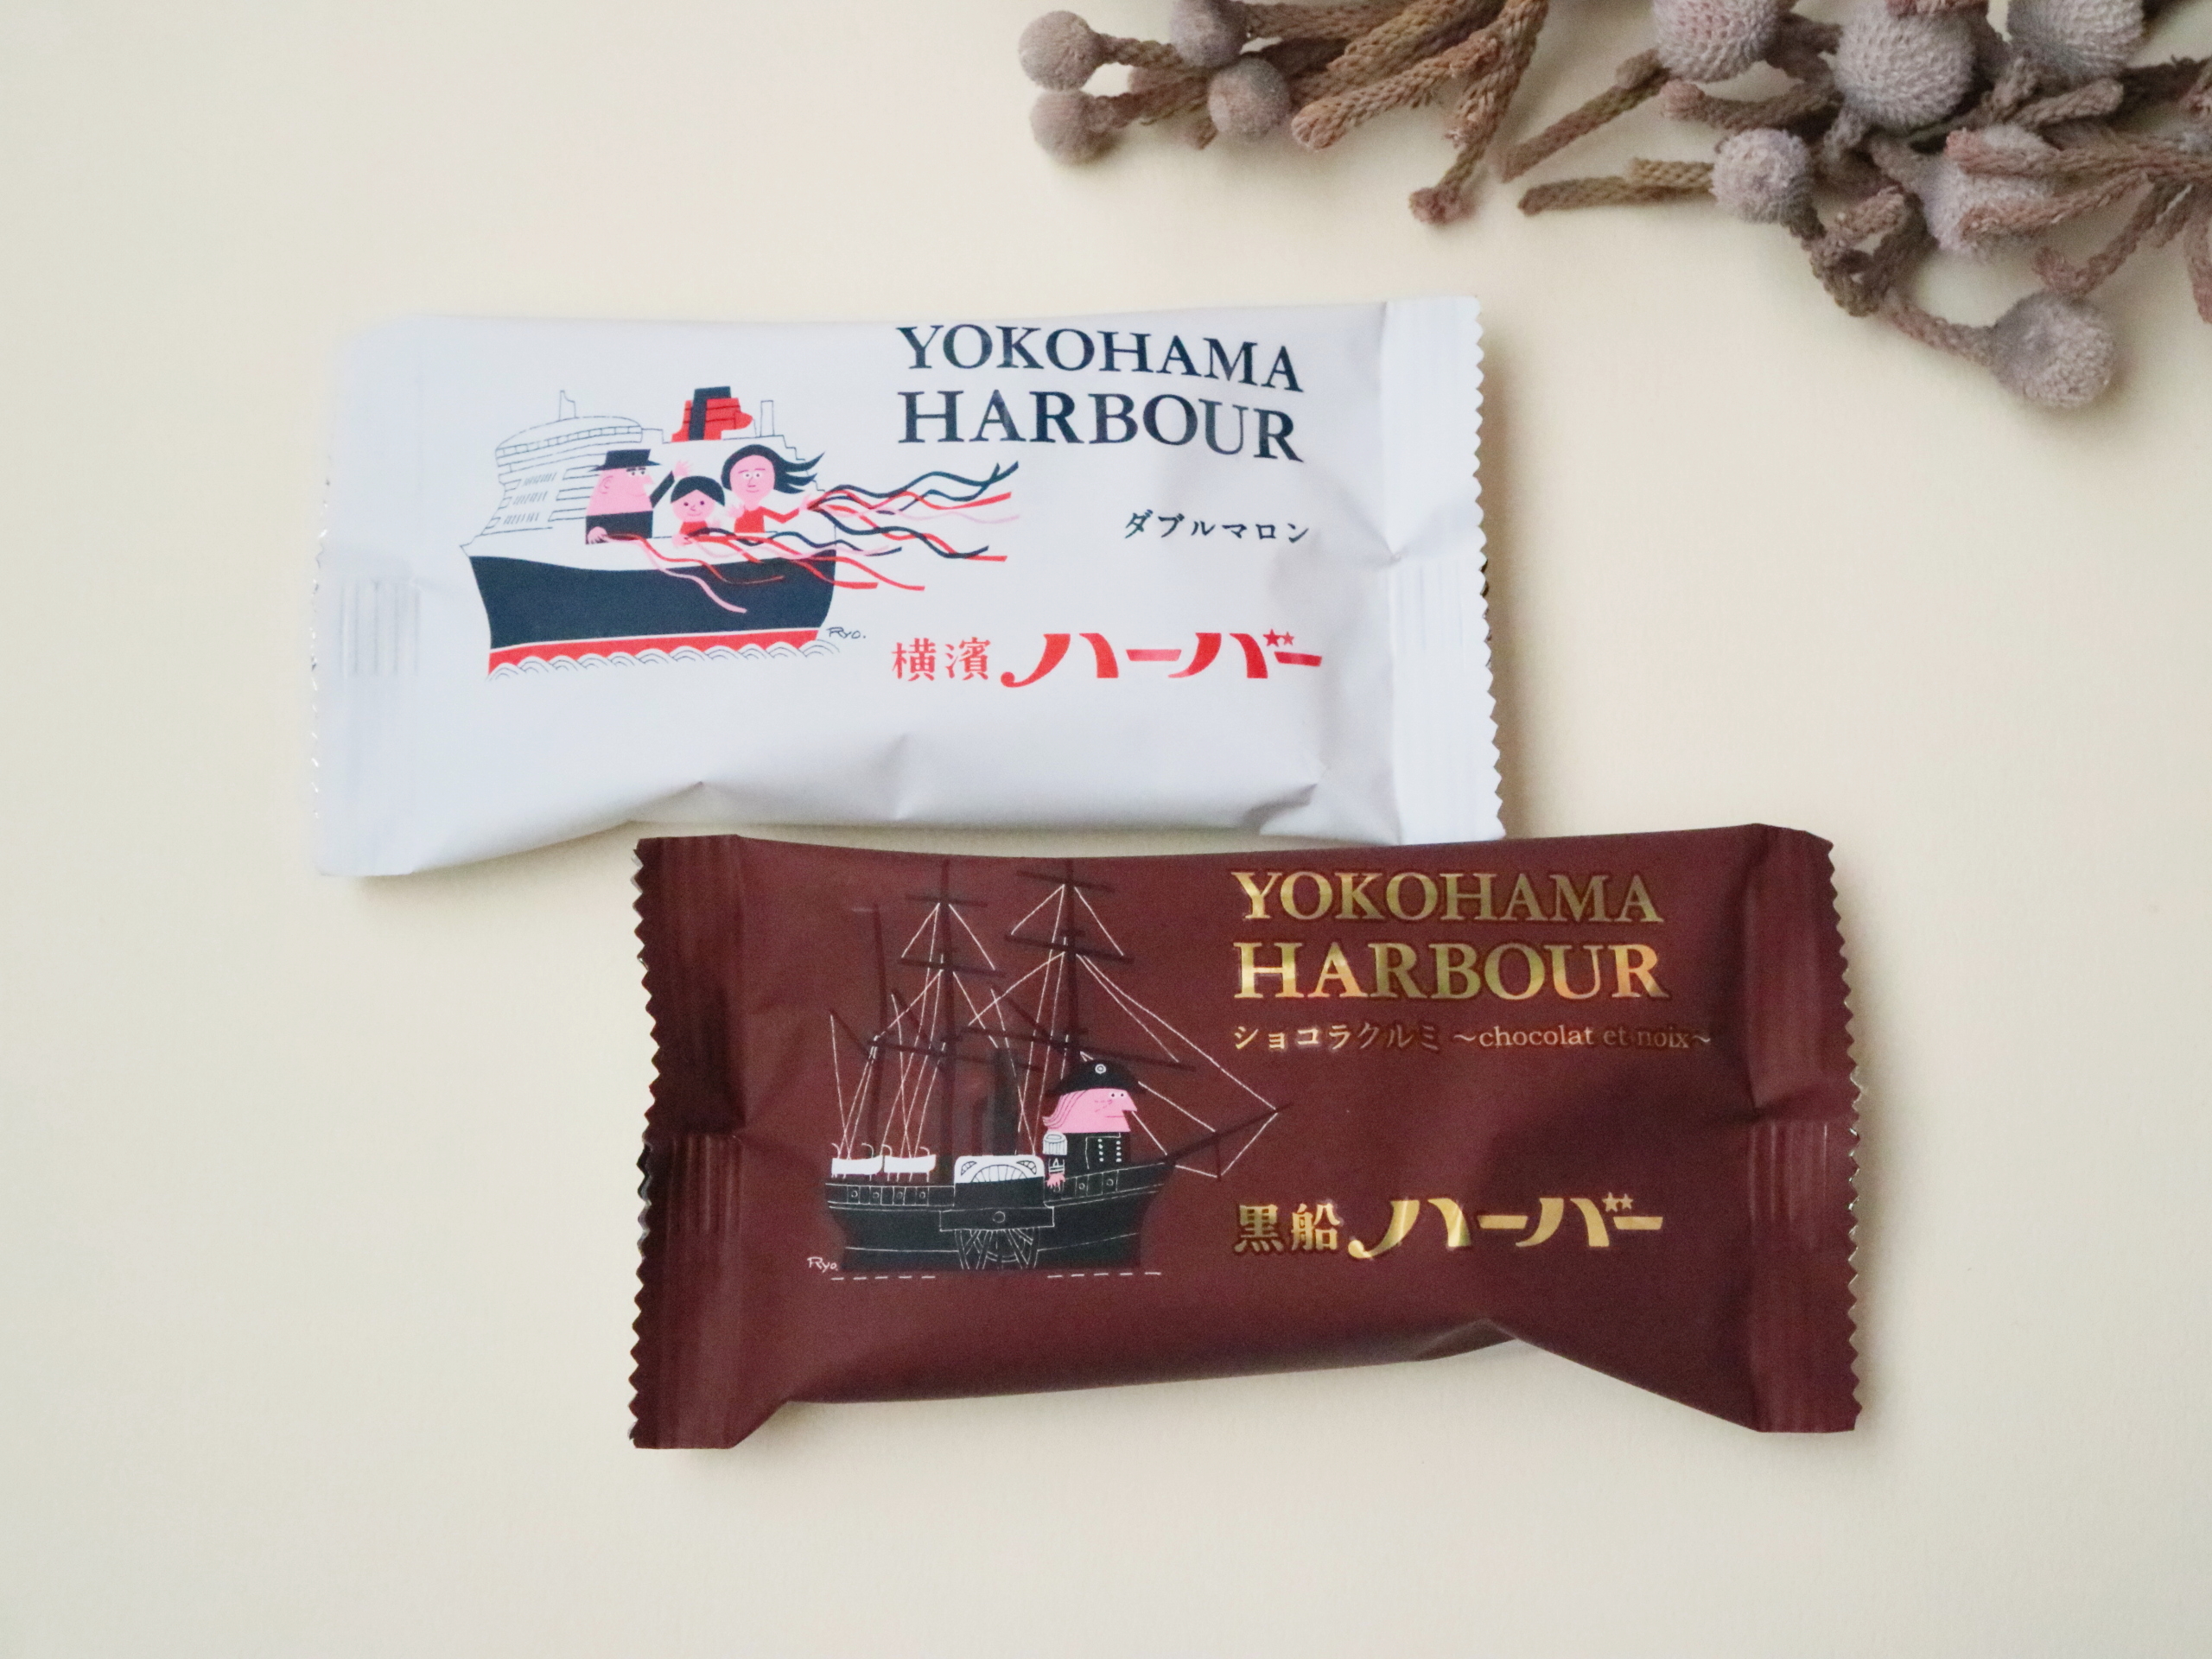 YOKOHAMA
HARBOUR
ダブルマロン
Ryo.
横濱ハーバー
YOKOHAMA
HARBOUR
ショコラクルミ ～chocolat et noix～
黒船ハーバー
Ryo.